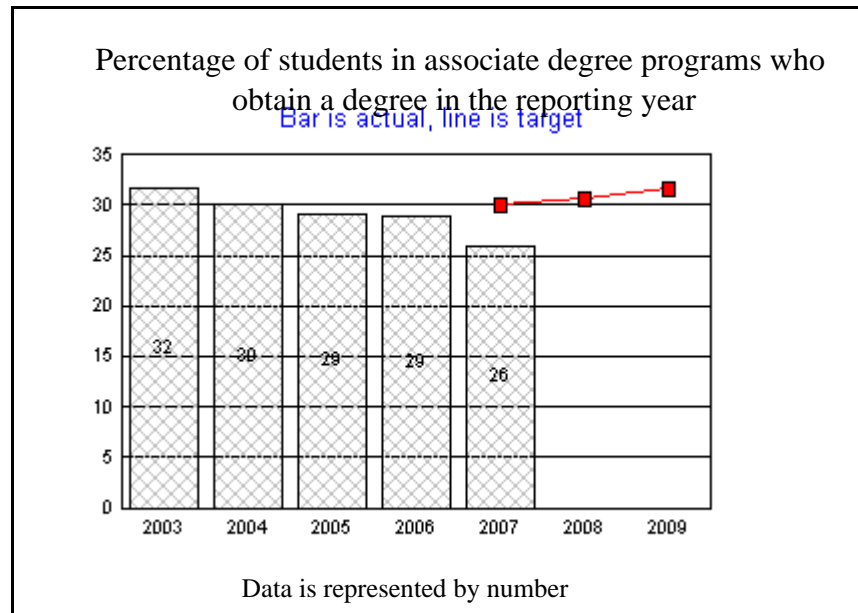 Percentage of students in associate degree programs who
obtain a degree in the reporting year
Bar is actual, line is target
35
30
25
20
15
10
5
0
32
30
29
29
26
2003 2004 2005 2006 2007 2008 2009
Data is represented by number